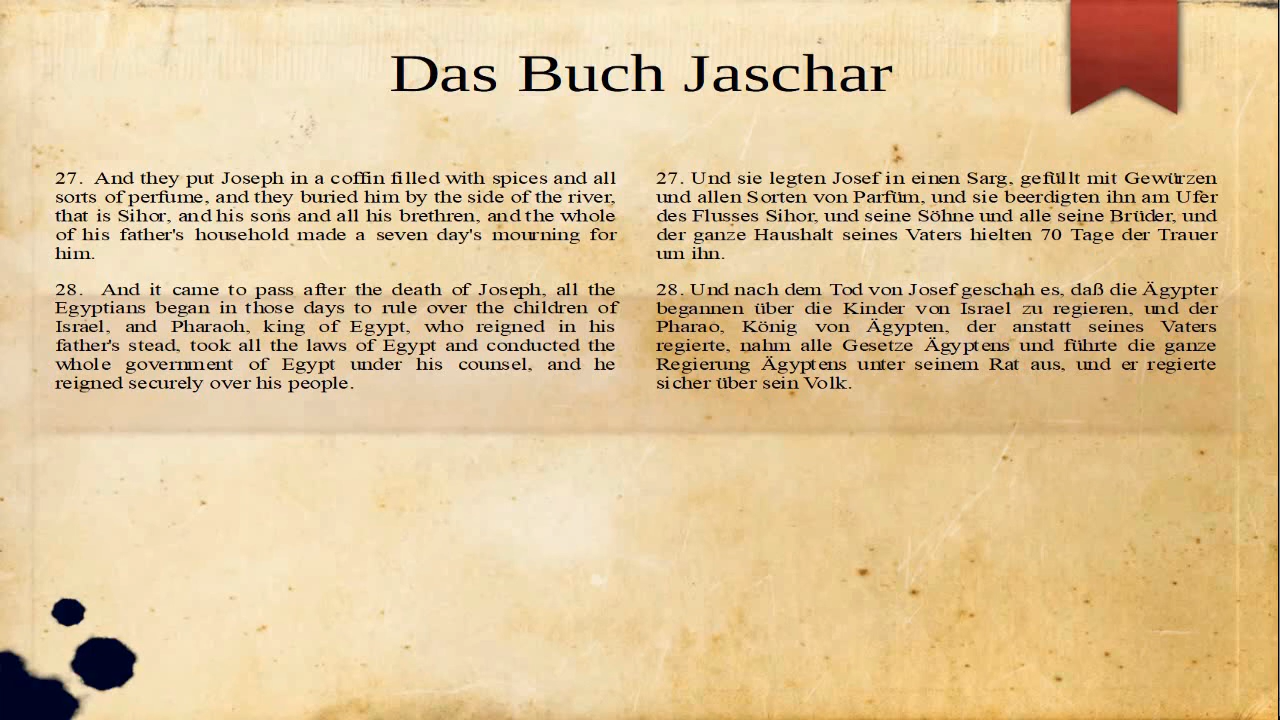 Das Buch Jaschar
27. And they put Joseph in a coffin filled with spices and all
sorts of perfume, and they buried him by the side of the river,
that is Sihor, and his sons and all his brethren, and the whole
of his father's household made a seven day's mourning for
him.
28. And it came to pass after the death of Joseph, all the
Egyptians began in those days to rule over the children of
Israel, and Pharaoh, king of Egypt, who reigned in his
father's stead, took all the laws of Egypt and conducted the
whole government of Egypt under his counsel, and he
reigned securely over his people.
27. Und sie legten Josef in einen Sarg, gefüllt mit Gewürzen
und allen Sorten von Parfüm, und sie beerdigten ihn am Ufer
des Flusses Sihor, und seine Söhne und alle seine Brüder, und
der ganze Haushalt seines Vaters hielten 70 Tage der Trauer
um ihn.
28. Und nach dem Tod von Josef geschah es, daß die Ägypter
begannen über die Kinder von Israel zu regieren, und der
Pharao, König von Ägypten, der anstatt seines Vaters
regierte, nahm alle Gesetze Ägyptens und führte die ganze
Regierung Ägyptens unter seinem Rat aus, und er regierte
sicher über sein Volk.